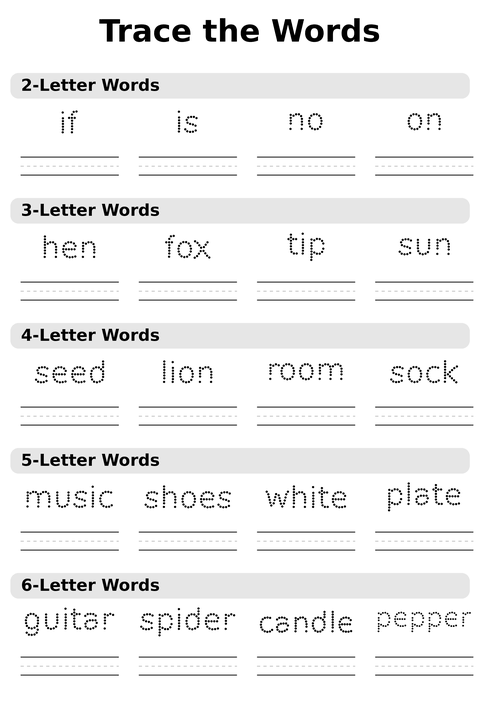 Trace the Words
2-Letter Words
if is no on
3-Letter Words
hen fox tip sun
4-Letter Words
seed lion room sock
5-Letter Words
music shoes white plate
6-Letter Words
guitar spider candle pepper